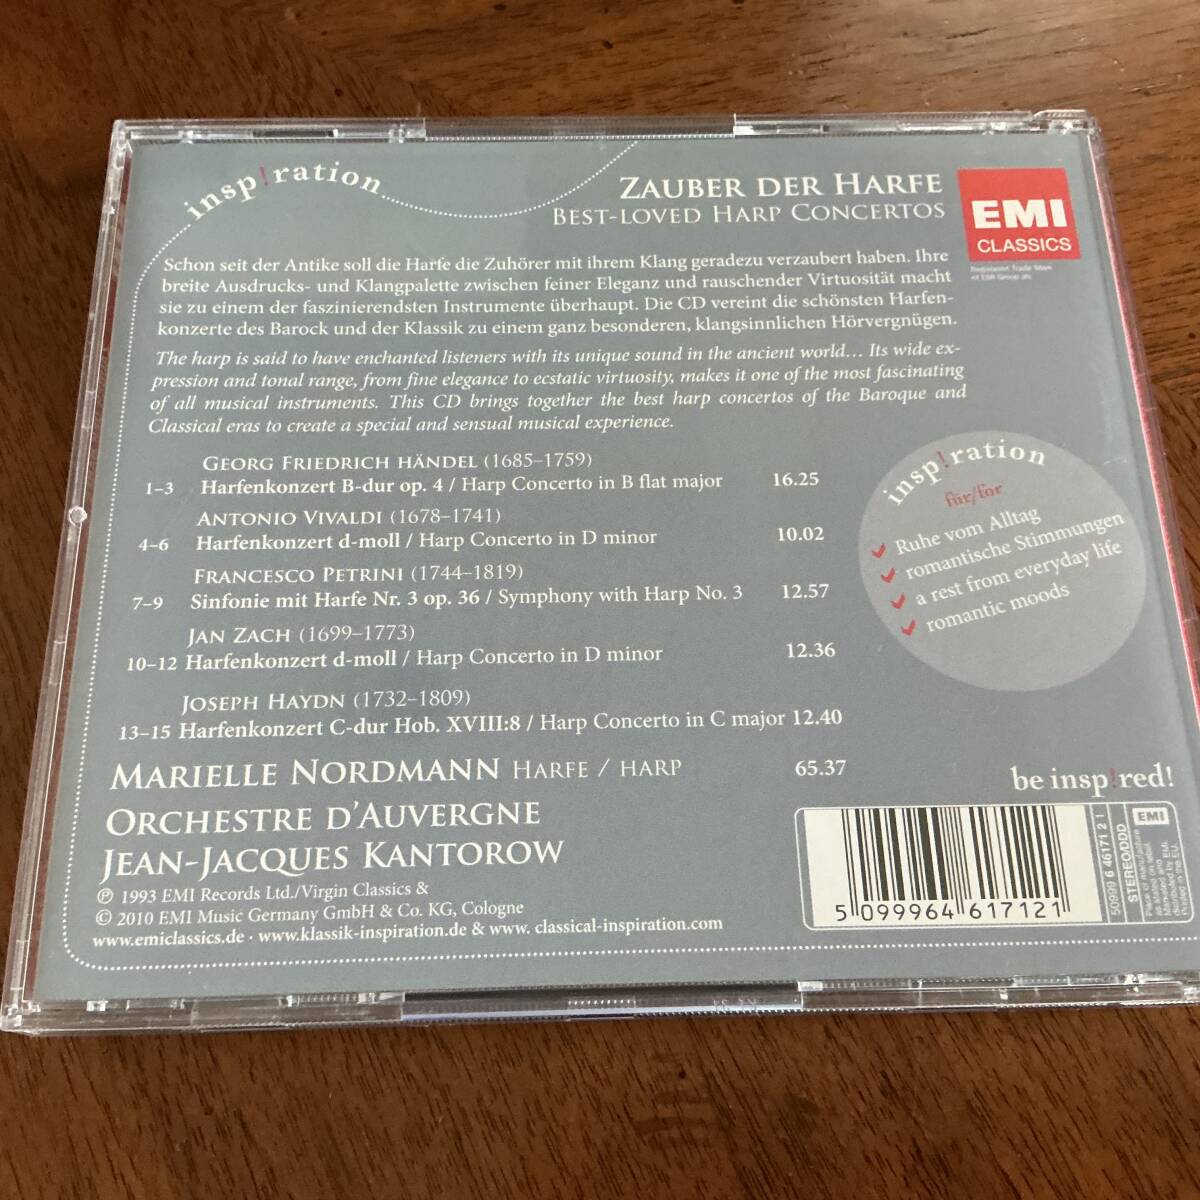 insp!ration
ZAUBER DER HARFE
BEST-LOVED HARP CONCERTOS
EMI
CLASSICS
Schon seit der Antike soll die Harfe die Zuhörer mit ihrem Klang geradezu verzaubert haben. Ihre
breite Ausdrucks- und Klangpalette zwischen feiner Eleganz und rauschender Virtuosität macht
sie zu einem der faszinierendsten Instrumente überhaupt. Die CD vereint die schönsten Harfen-
konzerte des Barock und der Klassik zu einem ganz besonderen, klangsinnlichen Hörvergnügen.
The harp is said to have enchanted listeners with its unique sound in the ancient world... Its wide ex-
pression and tonal range, from fine elegance to ecstatic virtuosity, makes it one of the most fascinating
of all musical instruments. This CD brings together the best harp concertos of the Baroque and
Classical eras to create a special and sensual musical experience.
GEORG FRIEDRICH HÄNDEL (1685–1759)
1–3 Harfenkonzert B-dur op. 4 / Harp Concerto in B flat major 16.25
ANTONIO VIVALDI (1678–1741)
4–6 Harfenkonzert d-moll / Harp Concerto in D minor 10.02
FRANCESCO PETRINI (1744–1819)
7–9 Sinfonie mit Harfe Nr. 3 op. 36 / Symphony with Harp No. 3 12.57
JAN ZACH (1699–1773)
10–12 Harfenkonzert d-moll / Harp Concerto in D minor 12.36
JOSEPH HAYDN (1732–1809)
13–15 Harfenkonzert C-dur Hob. XVIII:8 / Harp Concerto in C major 12.40
insp!ration
für/for
Ruhe vom Alltag
romantische Stimmungen
a rest from everyday life
romantic moods
MARIELLE NORDMANN HARFE / HARP 65.37
ORCHESTRE D'AUVERGNE
JEAN-JACQUES KANTOROW
℗ 1993 EMI Records Ltd./Virgin Classics &
© 2010 EMI Music Germany GmbH & Co. KG, Cologne
www.emiclassics.de · www.klassik-inspiration.de & www. classical-inspiration.com
be insp!red!
5 099964 617121
50999 6 46171 2 1
STEREO/DDD
EMI